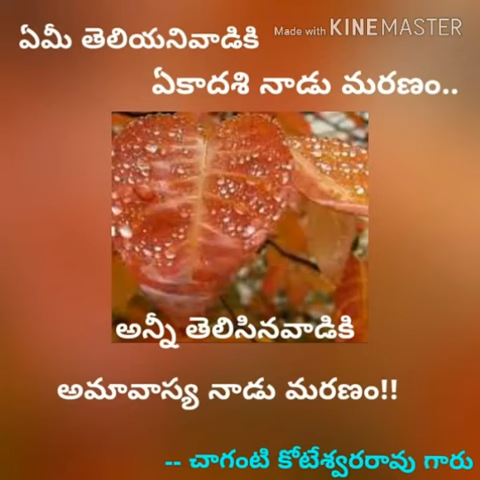 ఏమీ తెలియనివాడికి
Made with KINEMASTER
ఏకాదశి నాడు మరణం..
అన్నీ తెలిసినవాడికి
అమావాస్య నాడు మరణం!!
-- చాగంటి కోటేశ్వరరావు గారు